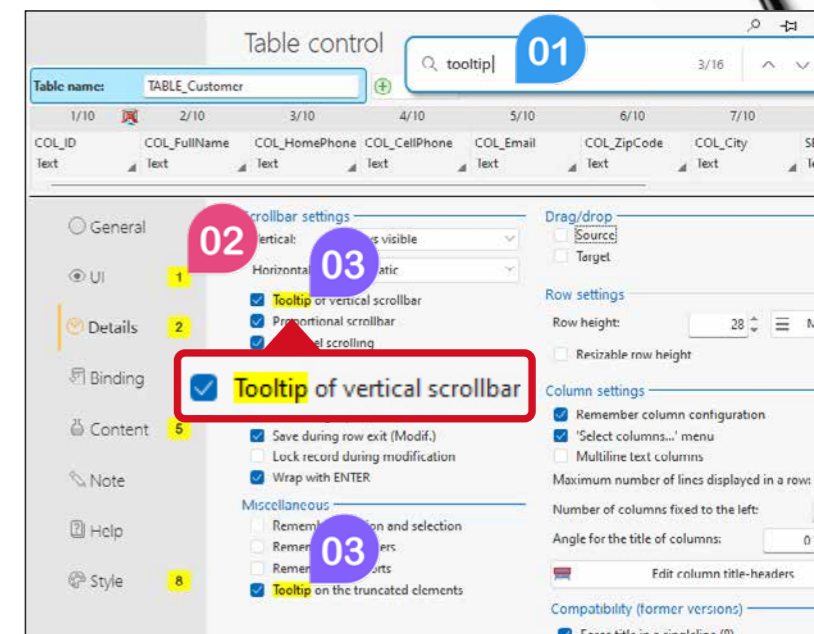 Table control
tooltip
01
3/16
Table name:
TABLE_Customer
1/10 2/10 3/10 4/10 5/10 6/10 7/10
COL_ID COL_FullName COL_HomePhone COL_CellPhone COL_Email COL_ZipCode COL_City
Text Text Text Text Text Text Text
General
UI 1
Details 2
Binding
Content 5
Note
Help
Style 8
02
Scrollbar settings
Vertical: visible
03
Tooltip of vertical scrollbar
Proportional scrollbar
scrolling
Tooltip of vertical scrollbar
Save during row exit (Modif.)
Lock record during modification
Wrap with ENTER
Miscellaneous
and selection
03
Tooltip on the truncated elements
Drag/drop
Source
Target
Row settings
Row height: 28
Resizable row height
Column settings
Remember column configuration
'Select columns...' menu
Multiline text columns
Maximum number of lines displayed in a row:
Number of columns fixed to the left:
Angle for the title of columns: 0
Edit column title-headers
Compatibility (former versions)